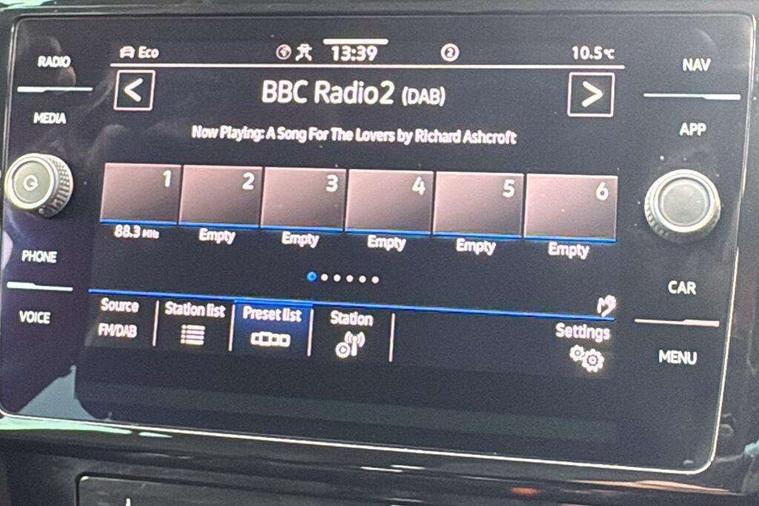 RADIO
MEDIA
PHONE
VOICE
Eco
13:39
2
10.5°C
<
BBC Radio2 (DAB)
>
Now Playing: A Song For The Lovers by Richard Ashcroft
1 2 3 4 5 6
88.3 MHz Empty Empty Empty Empty Empty
Source Station list Preset list Station Settings
FM/DAB
NAV
APP
CAR
MENU